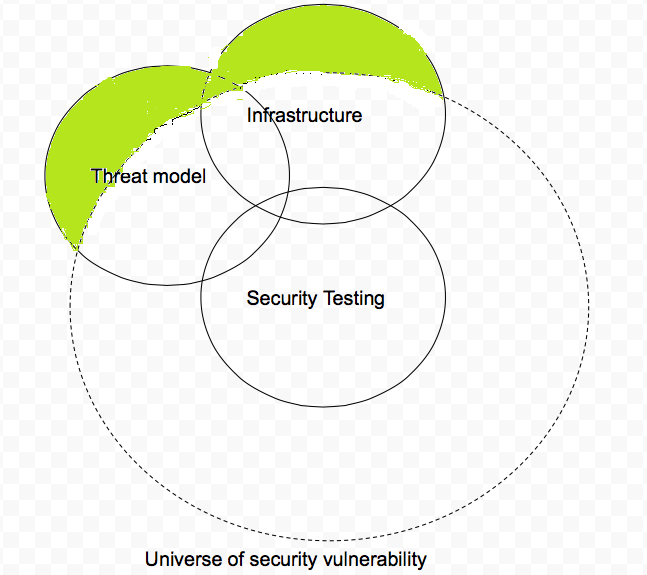 Infrastructure
Threat model
Security Testing
Universe of security vulnerability